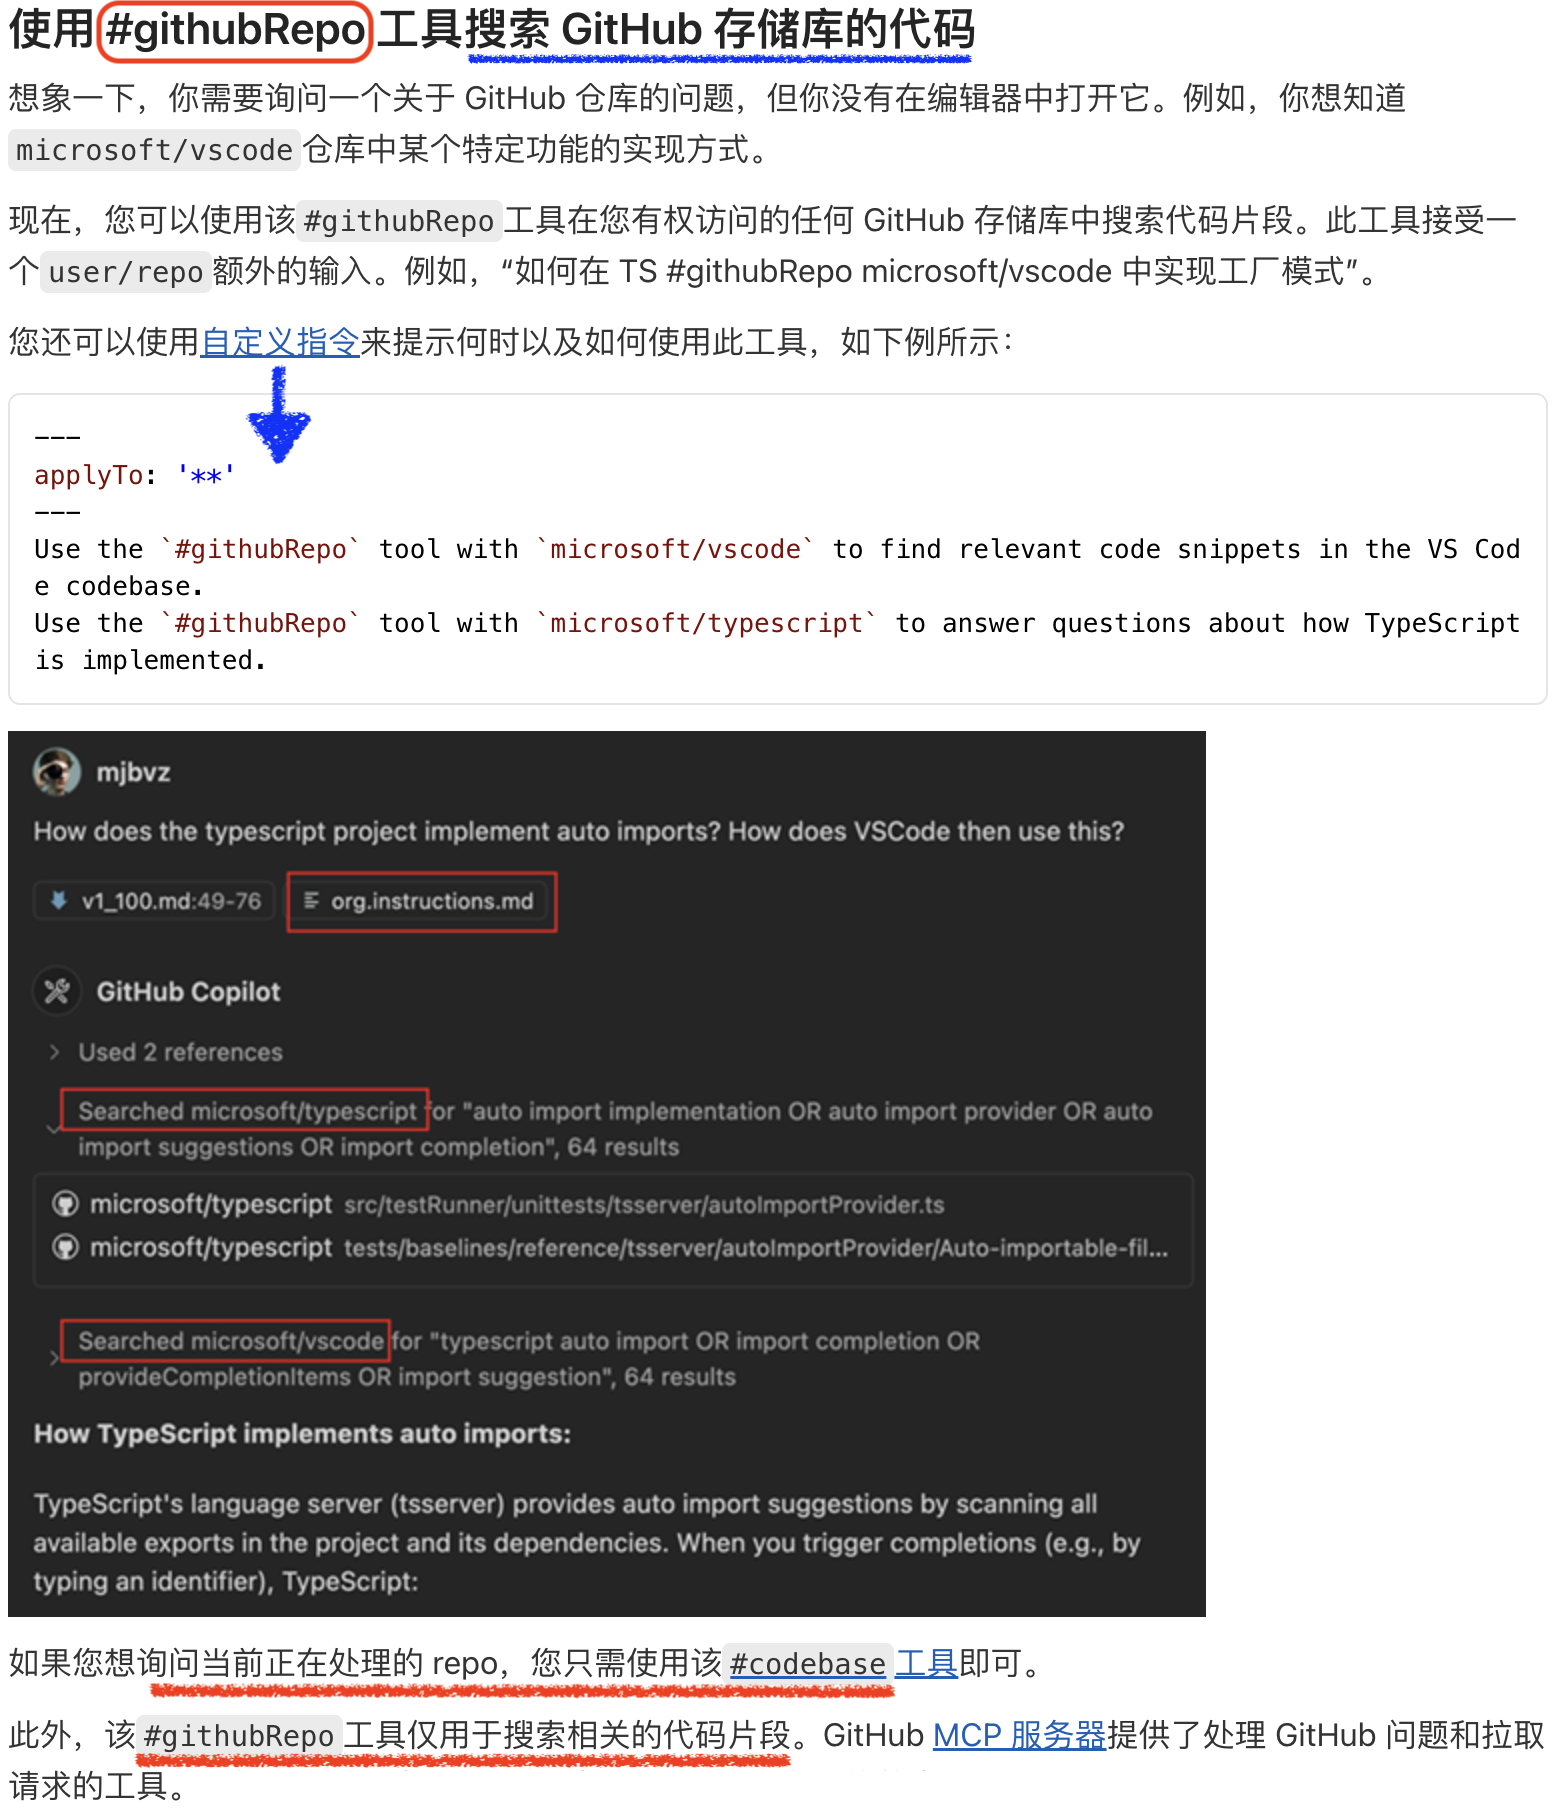 使用 #githubRepo 工具搜索 GitHub 存储库的代码
想象一下，你需要询问一个关于 GitHub 仓库的问题，但你没有在编辑器中打开它。例如，你想知道
microsoft/vscode 仓库中某个特定功能的实现方式。
现在，您可以使用该 #githubRepo 工具在您有权访问的任何 GitHub 存储库中搜索代码片段。此工具接受一
个 user/repo 额外的输入。例如，“如何在 TS #githubRepo microsoft/vscode 中实现工厂模式”。
您还可以使用自定义指令来提示何时以及如何使用此工具，如下例所示：
---
applyTo: '**'
---
Use the `#githubRepo` tool with `microsoft/vscode` to find relevant code snippets in the VS Cod
e codebase.
Use the `#githubRepo` tool with `microsoft/typescript` to answer questions about how TypeScript
is implemented.
mjbvz
How does the typescript project implement auto imports? How does VSCode then use this?
v1_100.md:49-76 org.instructions.md
GitHub Copilot
Used 2 references
Searched microsoft/typescript for "auto import implementation OR auto import provider OR auto
import suggestions OR import completion", 64 results
microsoft/typescript src/testRunner/unittests/tsserver/autoImportProvider.ts
microsoft/typescript tests/baselines/reference/tsserver/autoImportProvider/Auto-importable-fil...
Searched microsoft/vscode for "typescript auto import OR import completion OR
provideCompletionItems OR import suggestion", 64 results
How TypeScript implements auto imports:
TypeScript's language server (tsserver) provides auto import suggestions by scanning all
available exports in the project and its dependencies. When you trigger completions (e.g., by
typing an identifier), TypeScript:
如果您想询问当前正在处理的 repo，您只需使用该 #codebase 工具即可。
此外，该 #githubRepo 工具仅用于搜索相关的代码片段。GitHub MCP 服务器提供了处理 GitHub 问题和拉取
请求的工具。